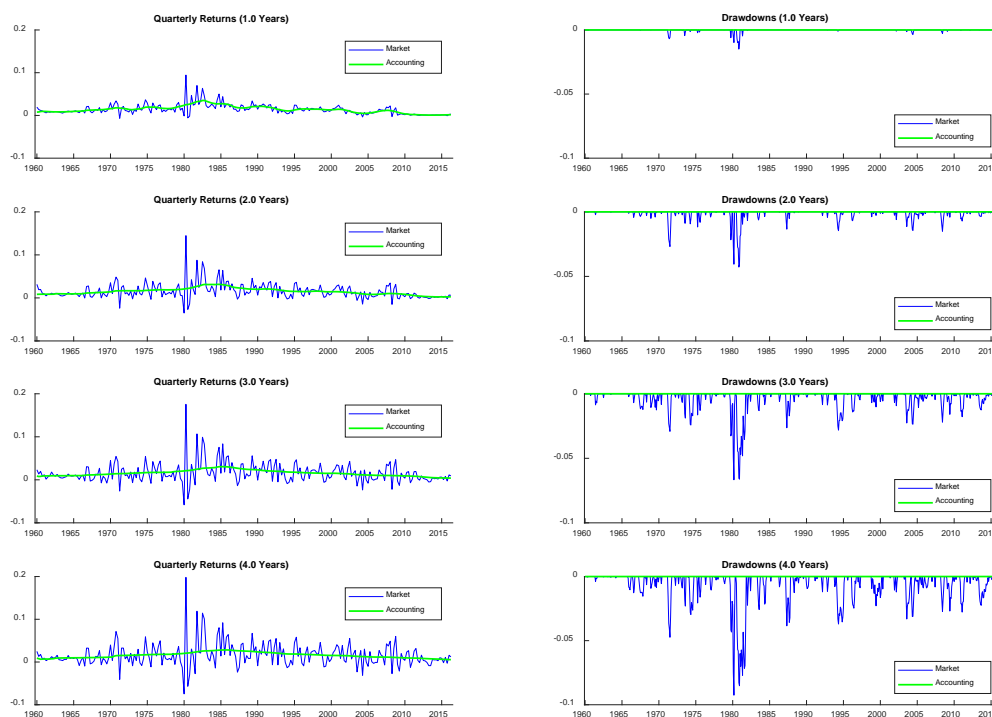 Quarterly Returns (1.0 Years)
0.2
0.1
0
-0.1
Market
Accounting
1960 1965 1970 1975 1980 1985 1990 1995 2000 2005 2010 2015
Drawdowns (1.0 Years)
0
-0.05
-0.1
Market
Accounting
1960 1965 1970 1975 1980 1985 1990 1995 2000 2005 2010 2015
Quarterly Returns (2.0 Years)
0.2
0.1
0
-0.1
Market
Accounting
1960 1965 1970 1975 1980 1985 1990 1995 2000 2005 2010 2015
Drawdowns (2.0 Years)
0
-0.05
-0.1
Market
Accounting
1960 1965 1970 1975 1980 1985 1990 1995 2000 2005 2010 2015
Quarterly Returns (3.0 Years)
0.2
0.1
0
-0.1
Market
Accounting
1960 1965 1970 1975 1980 1985 1990 1995 2000 2005 2010 2015
Drawdowns (3.0 Years)
0
-0.05
-0.1
Market
Accounting
1960 1965 1970 1975 1980 1985 1990 1995 2000 2005 2010 2015
Quarterly Returns (4.0 Years)
0.2
0.1
0
-0.1
Market
Accounting
1960 1965 1970 1975 1980 1985 1990 1995 2000 2005 2010 2015
Drawdowns (4.0 Years)
0
-0.05
-0.1
Market
Accounting
1960 1965 1970 1975 1980 1985 1990 1995 2000 2005 2010 2015